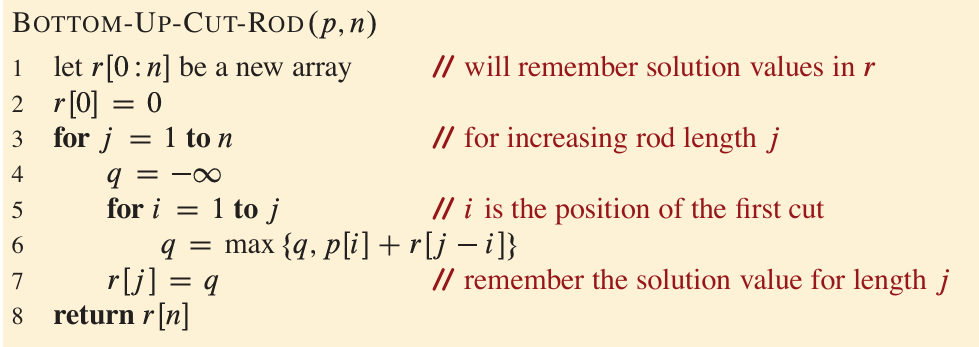 BOTTOM-UP-CUT-ROD(p, n)
1 let r[0:n] be a new array // will remember solution values in r
2 r[0] = 0
3 for j = 1 to n // for increasing rod length j
4 q = −∞
5 for i = 1 to j // i is the position of the first cut
6 q = max {q, p[i] + r[j − i]}
7 r[j] = q // remember the solution value for length j
8 return r[n]